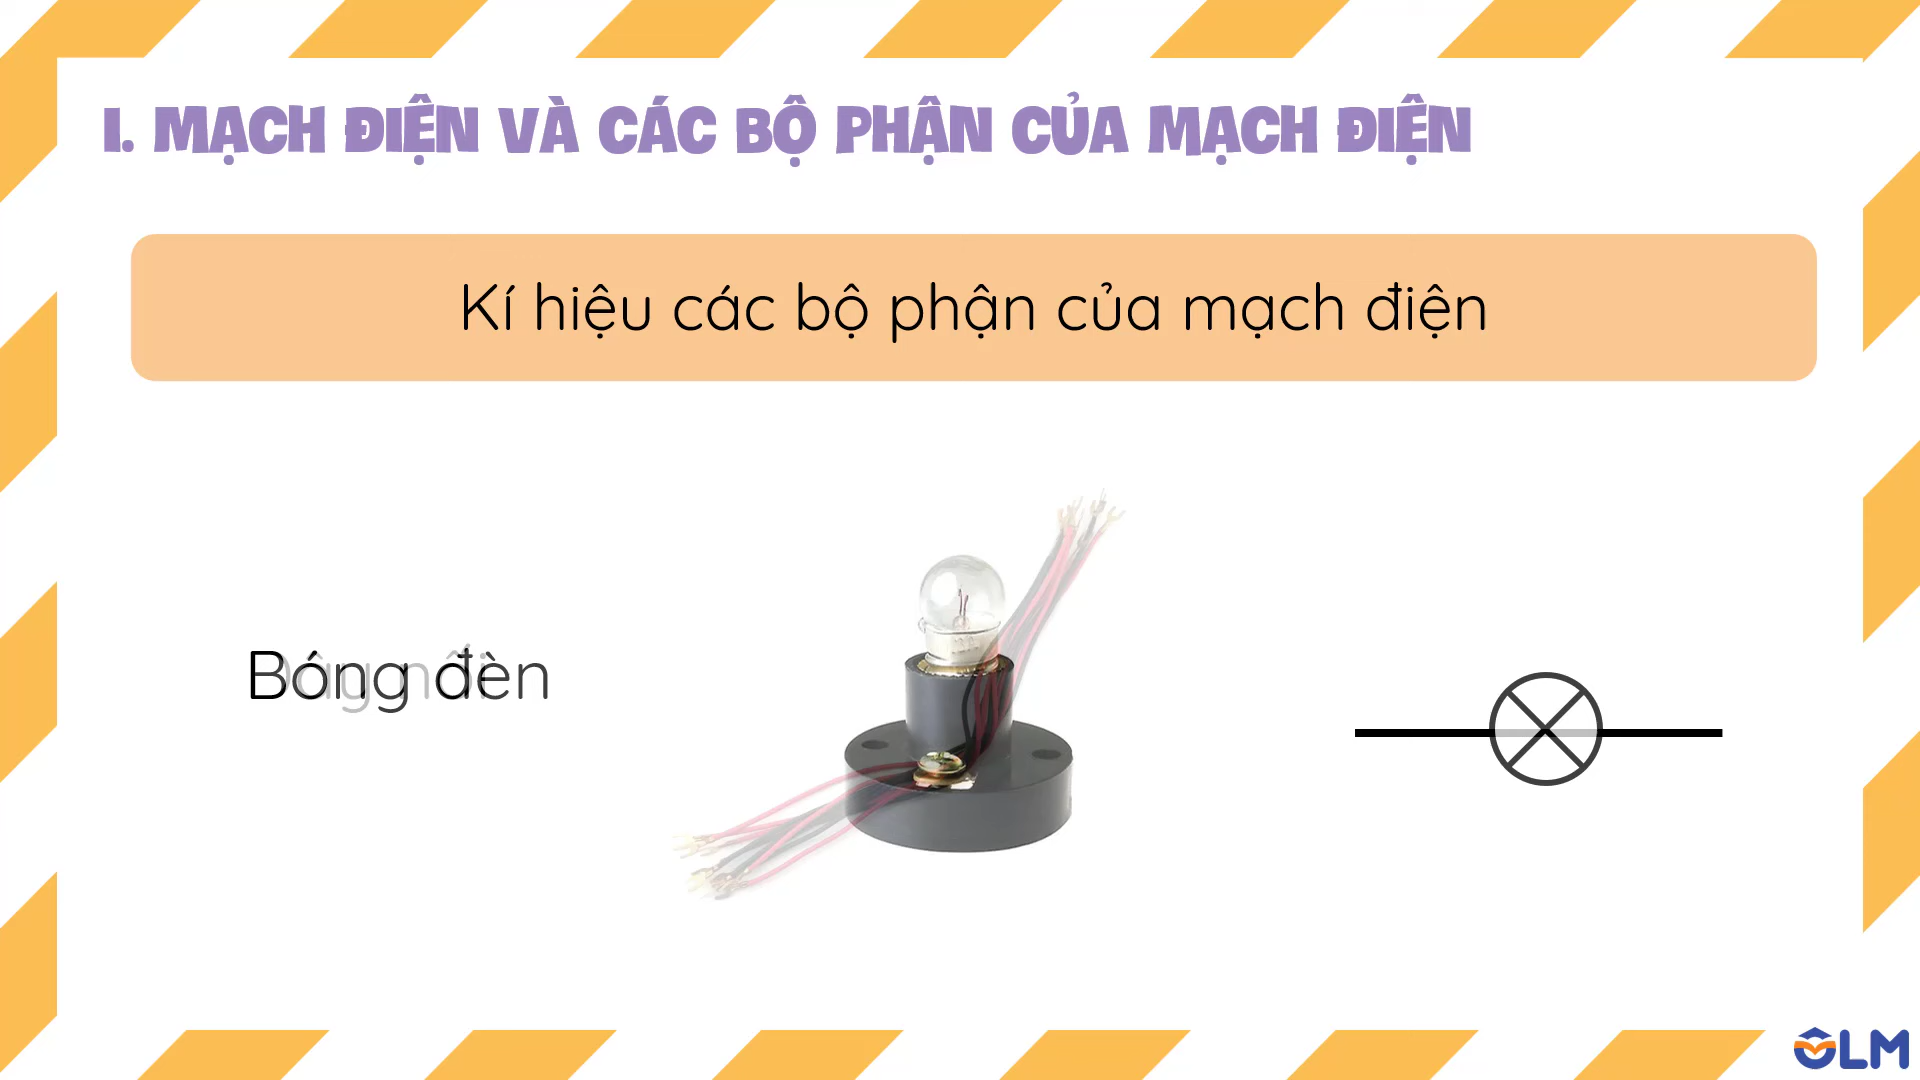 I. MẠCH ĐIỆN VÀ CÁC BỘ PHẬN CỦA MẠCH ĐIỆN
Kí hiệu các bộ phận của mạch điện
Bóng đèn
OLM